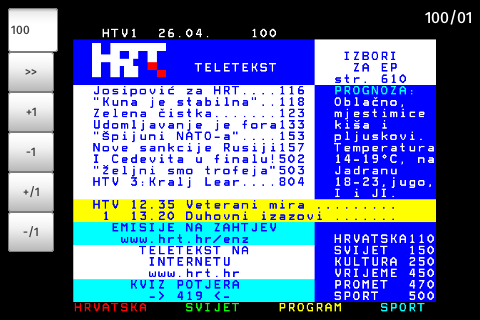 100
>>
+1
-1
+/1
-/1
100/01
HTV1 26.04. 100
HRT TELETEKST
IZBORI
ZA EP
str. 610
Josipović za HRT....116
"Kuna je stabilna"..118
Zelena čistka.......123
Udomljavanje je fora133
"Špijuni NATO-a"....153
Nove sankcije Rusiji157
I Cedevita u finalu!502
"Željni smo trofeja"503
HTV 3:Kralj Lear....804
PROGNOZA:
Oblačno,
mjestimice
kiša i
pljuskovi.
Temperatura
14-19°C, na
Jadranu
18-23,jugo,
I i JI.
HTV 12.35 Veterani mira .........
1 13.20 Duhovni izazovi .......
EMISIJE NA ZAHTJEV
www.hrt.hr/enz
TELETEKST NA
INTERNETU
www.hrt.hr
KVIZ POTJERA
-> 419 <-
HRVATSKA110
SVIJET 150
KULTURA 250
VRIJEME 450
PROMET 470
SPORT 500
HRVATSKA SVIJET PROGRAM SPORT